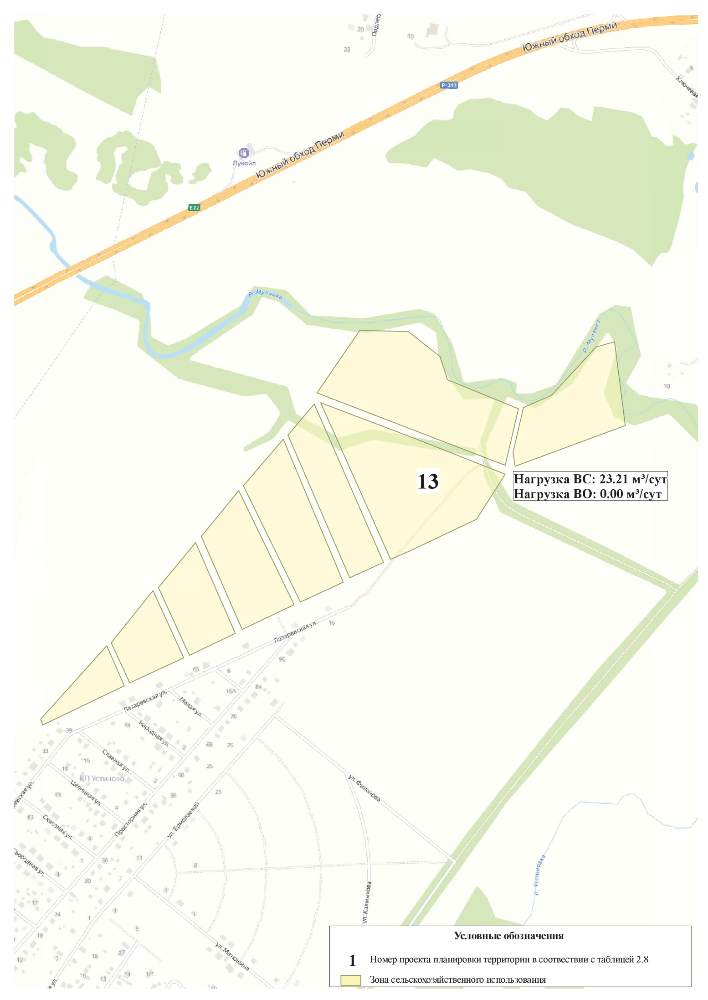 Подлес
20
15
22
Южный обход Перми
4
Р-243
Ключевая
Лукойл
Южный обход Перми
E22
р. Мулянка
р. Мулянка
10
13
Нагрузка ВС: 23.21 м³/сут
Нагрузка ВО: 0.00 м³/сут
16
Лазаревская ул.
90
65
6
84
15А
Лазаревская ул.
Малая ул.
76
13
39
Народная ул.
68
29
2
33
Славная ул.
15
25
18
60
2
КП Устиново
ул. Филонова
евская ул.
Целинная ул.
25
13
56
4
13
Сквозная ул.
Просторная ул.
ул. Ермолаевой
4
11
36
1
8
Свободная ул.
4
7
30
р. Устиновка
1
11
ул. Калмыкова
24
1
1
1
5
18
Условные обозначения
17
ул. Матюшина
7
18
12
1 Номер проекта планировки территории в соотвествии с таблицей 2.8
14
1/1
16
13
я ул.
Зона сельскохозяйственного использования